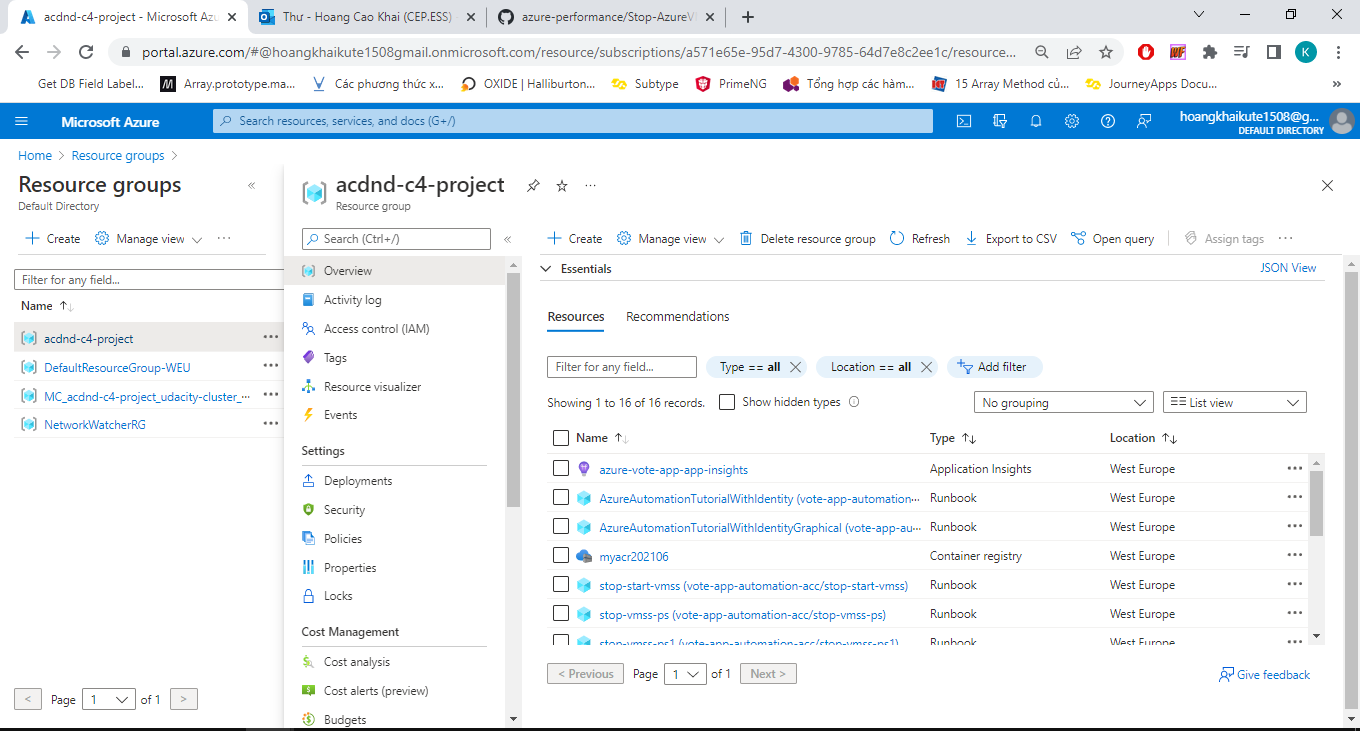 acdnd-c4-project - Microsoft Azu
Thư - Hoang Cao Khai (CEP.ESS)
azure-performance/Stop-AzureV
portal.azure.com/#@hoangkhaikute1508gmail.onmicrosoft.com/resource/subscriptions/a571e65e-95d7-4300-9785-64d7e8c2ee1c/resource...
K
Get DB Field Label...
Array.prototype.ma...
Các phương thức x...
OXIDE | Halliburton...
Subtype
PrimeNG
Tổng hợp các hàm...
15 Array Method củ...
JourneyApps Docu...
»
Microsoft Azure
Search resources, services, and docs (G+/)
hoangkhaikute1508@g...
DEFAULT DIRECTORY
Home > Resource groups >
Resource groups
Default Directory
«
+ Create
Manage view
...
Filter for any field...
Name ↑↓
acdnd-c4-project
DefaultResourceGroup-WEU
MC_acdnd-c4-project_udacity-cluster_...
NetworkWatcherRG
< Page 1 of 1 >
acdnd-c4-project
Resource group
Search (Ctrl+/)
«
Overview
Activity log
Access control (IAM)
Tags
Resource visualizer
Events
Settings
Deployments
Security
Policies
Properties
Locks
Cost Management
Cost analysis
Cost alerts (preview)
Budgets
+ Create
Manage view
Delete resource group
Refresh
Export to CSV
Open query
Assign tags
...
Essentials
JSON View
Resources
Recommendations
Filter for any field...
Type == all
Location == all
Add filter
Showing 1 to 16 of 16 records.
Show hidden types
No grouping
List view
Name ↑↓ Type ↑↓ Location ↑↓
azure-vote-app-app-insights Application Insights West Europe
AzureAutomationTutorialWithIdentity (vote-app-automation-... Runbook West Europe
AzureAutomationTutorialWithIdentityGraphical (vote-app-au... Runbook West Europe
myacr202106 Container registry West Europe
stop-start-vmss (vote-app-automation-acc/stop-start-vmss) Runbook West Europe
stop-vmss-ps (vote-app-automation-acc/stop-vmss-ps) Runbook West Europe
stop-vmss-ps1 (vote-app-automation-acc/stop-vmss-ps1) Runbook West Europe
< Previous Page 1 of 1 Next >
Give feedback